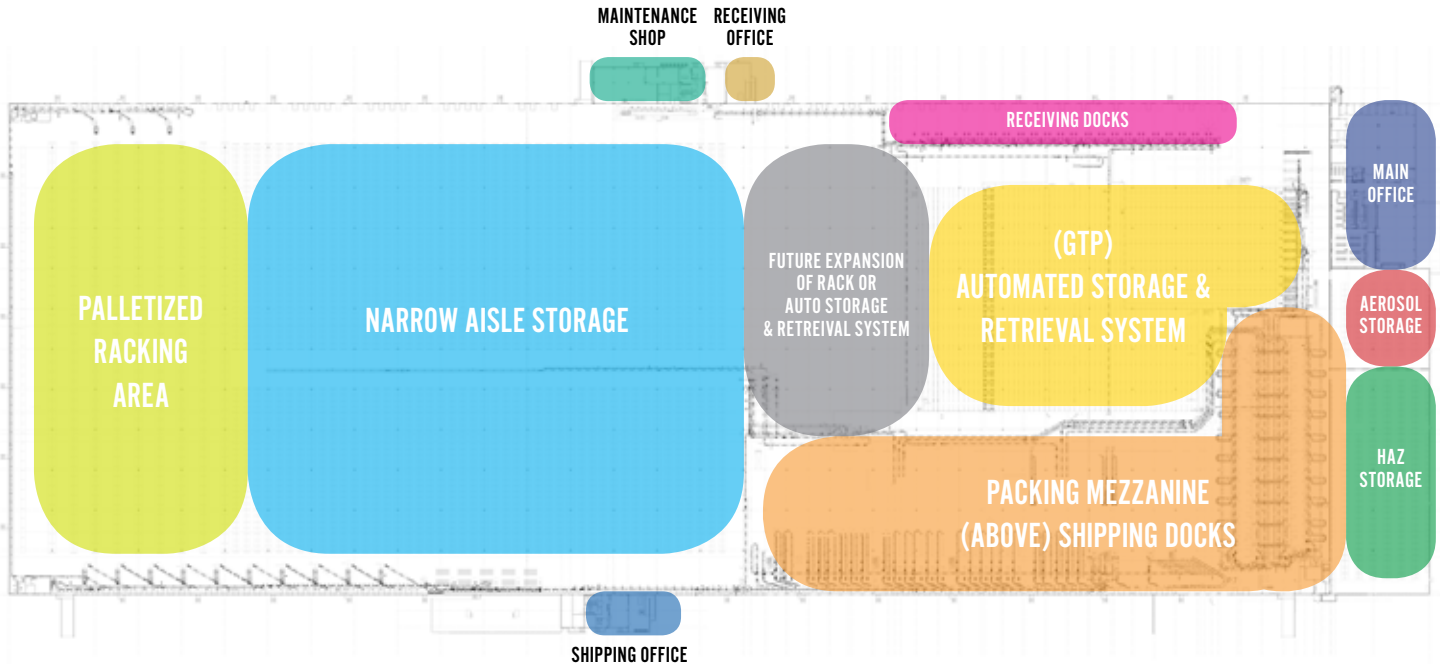 MAINTENANCE
SHOP
RECEIVING
OFFICE
RECEIVING DOCKS
MAIN
OFFICE
PALLETIZED
RACKING
AREA
NARROW AISLE STORAGE
FUTURE EXPANSION
OF RACK OR
AUTO STORAGE
& RETREIVAL SYSTEM
(GTP)
AUTOMATED STORAGE &
RETRIEVAL SYSTEM
AEROSOL
STORAGE
HAZ
STORAGE
PACKING MEZZANINE
(ABOVE) SHIPPING DOCKS
SHIPPING OFFICE